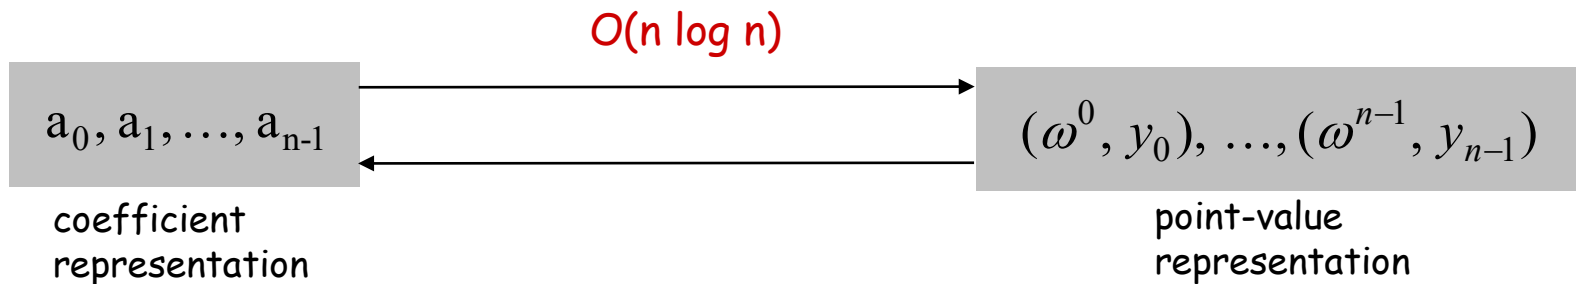 O(n log n)
a₀, a₁, …, aₙ₋₁
(ω⁰, y₀), …, (ωⁿ⁻¹, yₙ₋₁)
coefficient
representation
point-value
representation